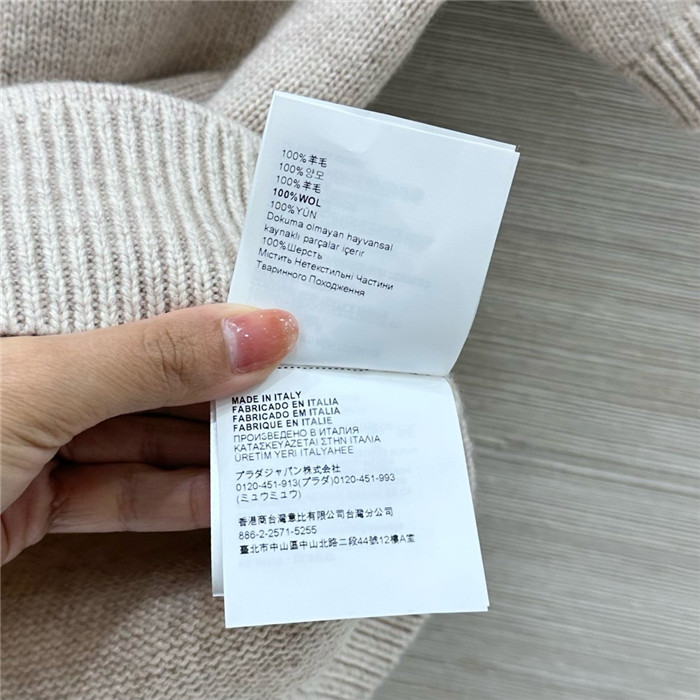 100%羊毛
100%양모
100%羊毛
100%WOL
100%YÜN
Dokuma olmayan hayvansal
kaynaklı parçalar içerir
100%Шерсть
Містить Нетекстильні Частини
Тваринного Походження
MADE IN ITALY
FABRICADO EN ITALIA
FABRICADO EM ITALIA
FABRIQUE EN ITALIE
ПРОИЗВЕДЕНО В ИТАЛИЯ
ΚΑΤΑΣΚΕΥΑΖΕΤΑΙ ΣΤΗΝ ΙΤΑΛΙΑ
ÜRETIM YERI ITALYAHEE
プラダジャパン株式会社
0120-451-913(プラダ)0120-451-993
(ミュウミュウ)
香港商台灣意比有限公司台灣分公司
886-2-2571-5255
臺北市中山區中山北路二段44號12樓A室